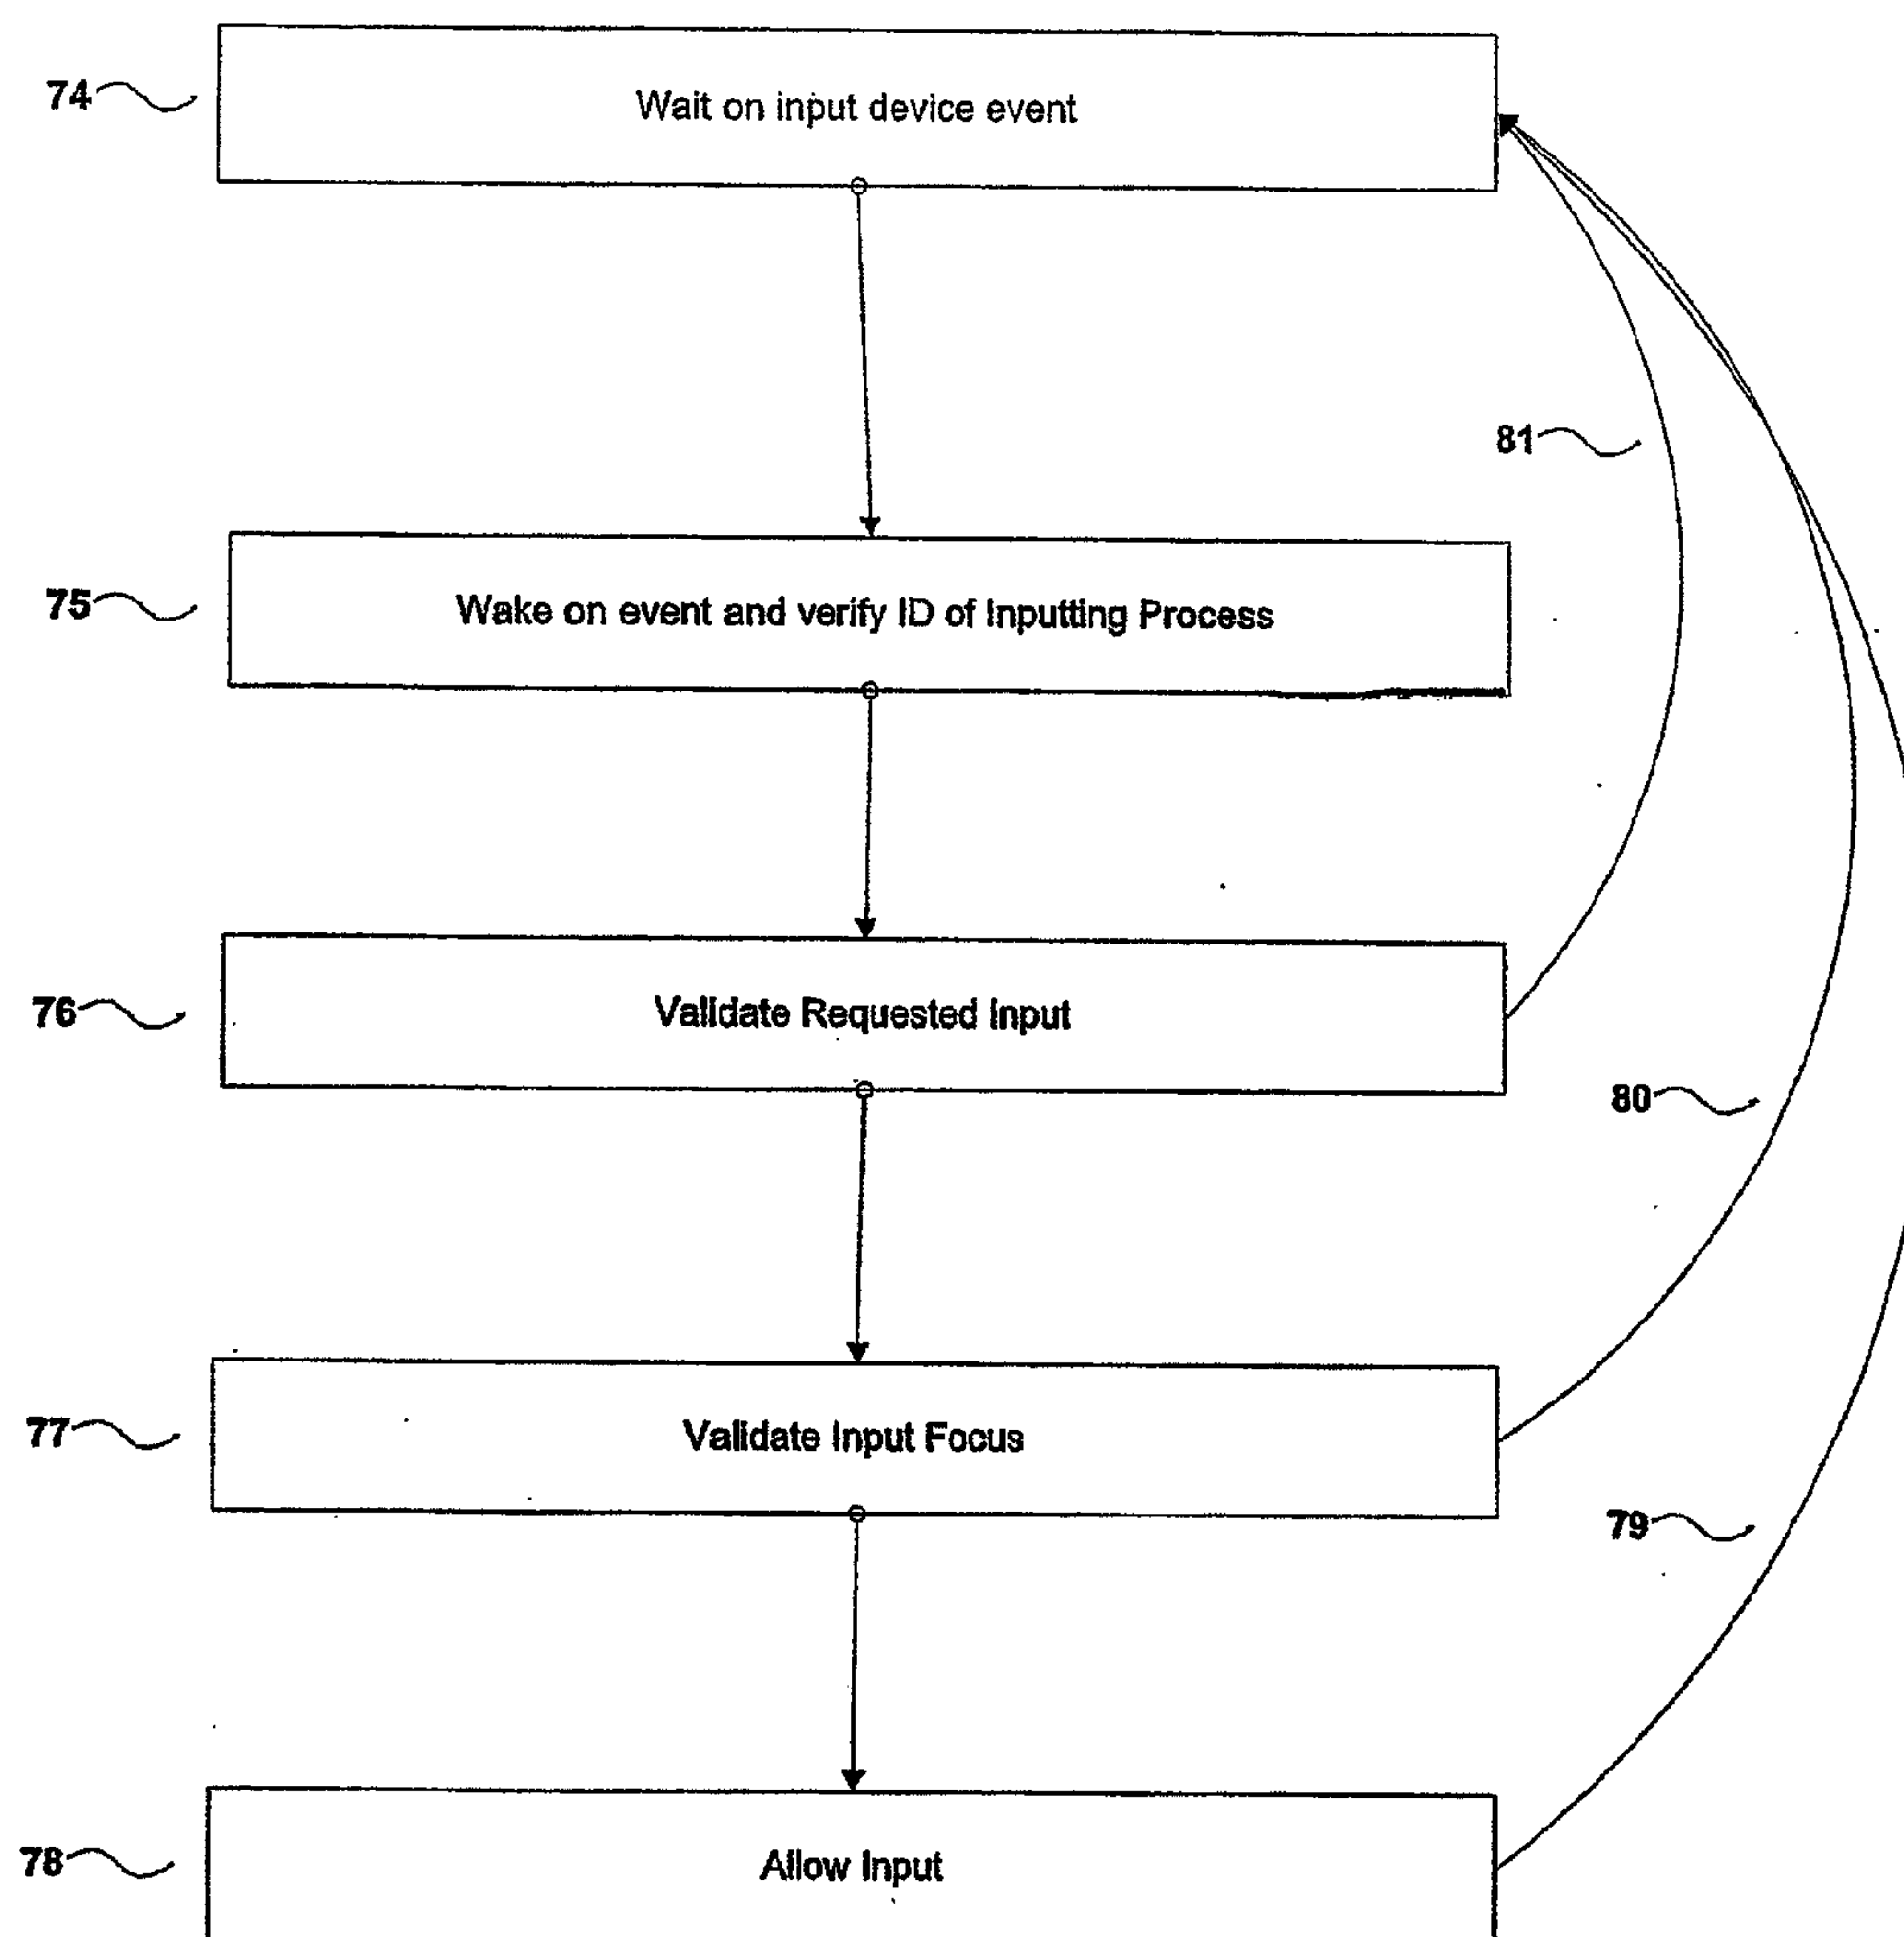 74 Wait on input device event
81
75 Wake on event and verify ID of Inputting Process
76 Validate Requested Input
80
77 Validate Input Focus
79
78 Allow Input